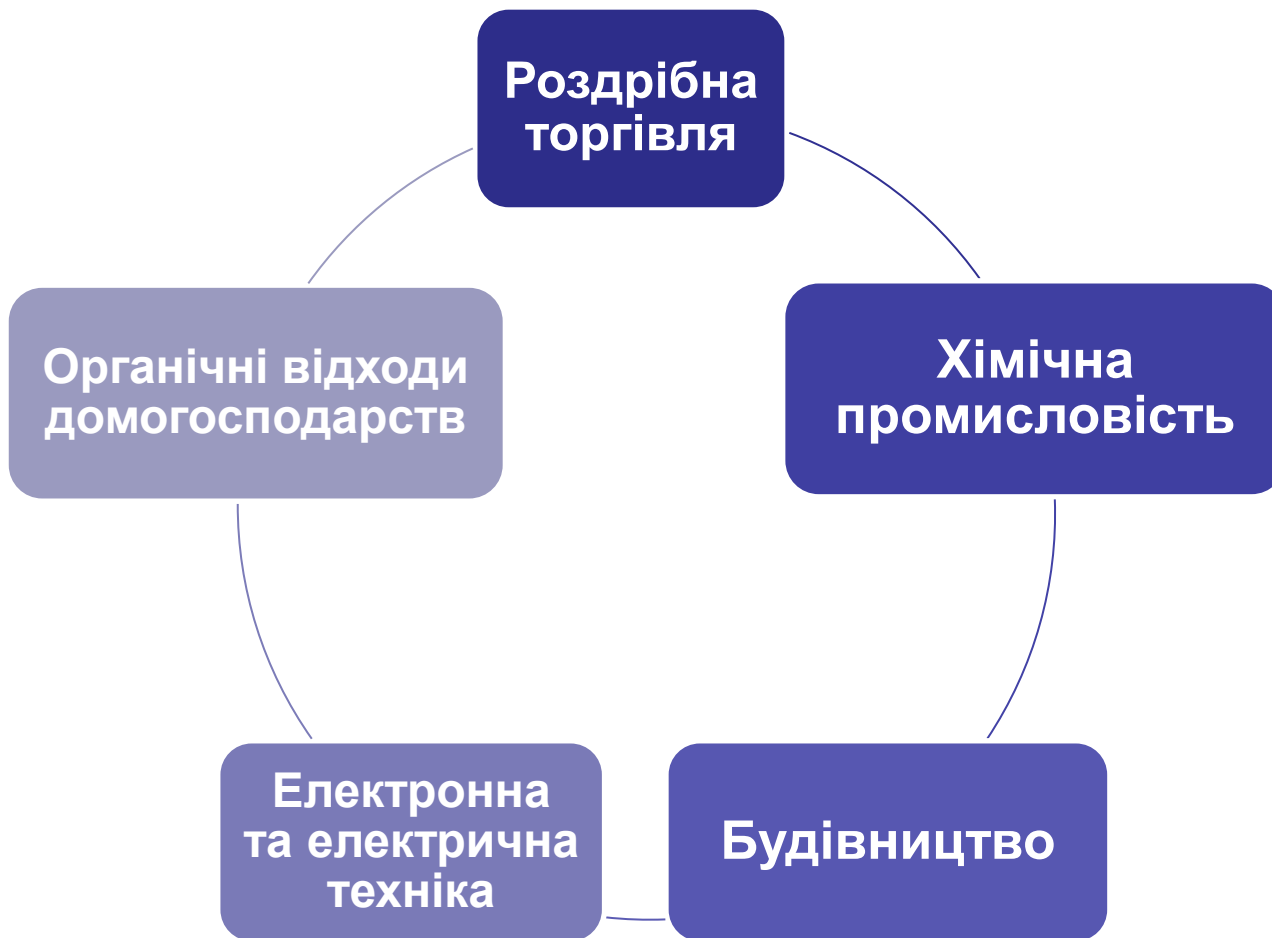 Роздрібна
торгівля
Хімічна
промисловість
Будівництво
Електронна
та електрична
техніка
Органічні відходи
домогосподарств